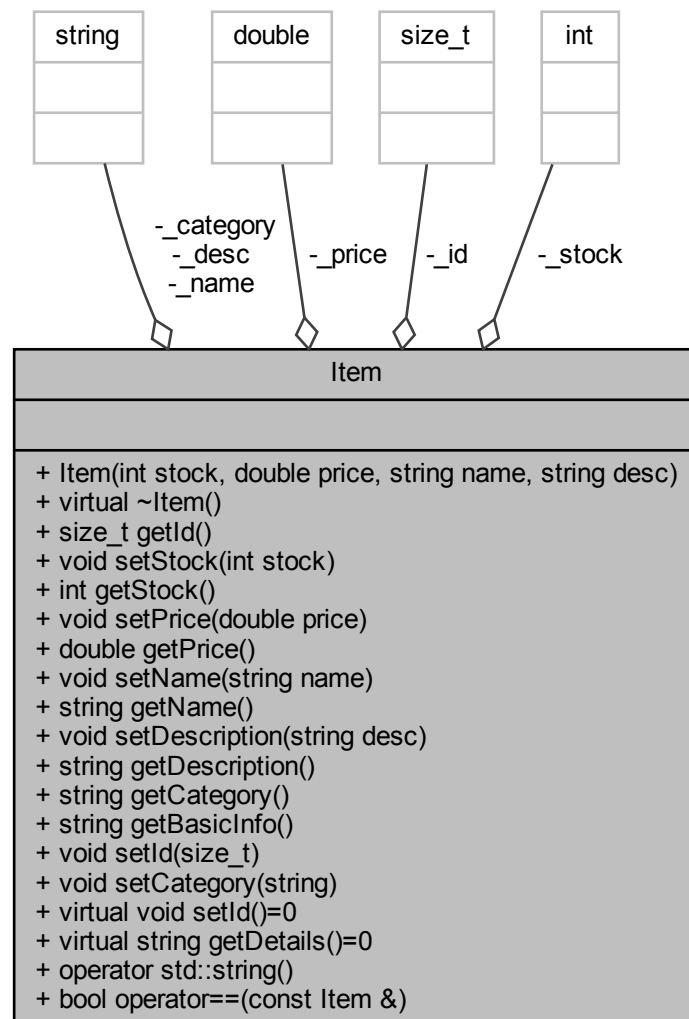 string
double
size_t
int
-_category
-_desc
-_name
-_price
-_id
-_stock
Item
+ Item(int stock, double price, string name, string desc)
+ virtual ~Item()
+ size_t getId()
+ void setStock(int stock)
+ int getStock()
+ void setPrice(double price)
+ double getPrice()
+ void setName(string name)
+ string getName()
+ void setDescription(string desc)
+ string getDescription()
+ string getCategory()
+ string getBasicInfo()
+ void setId(size_t)
+ void setCategory(string)
+ virtual void setId()=0
+ virtual string getDetails()=0
+ operator std::string()
+ bool operator==(const Item &)